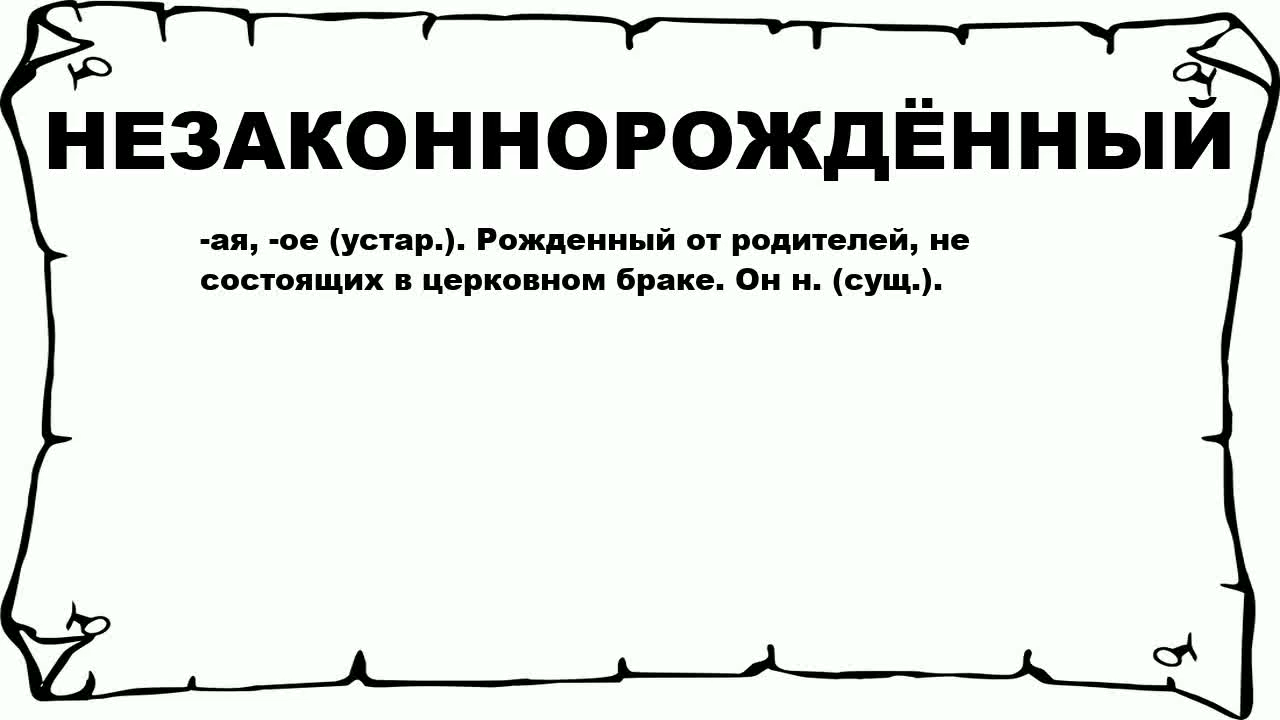 НЕЗАКОННОРОЖДЁННЫЙ
-ая, -ое (устар.). Рожденный от родителей, не
состоящих в церковном браке. Он н. (сущ.).